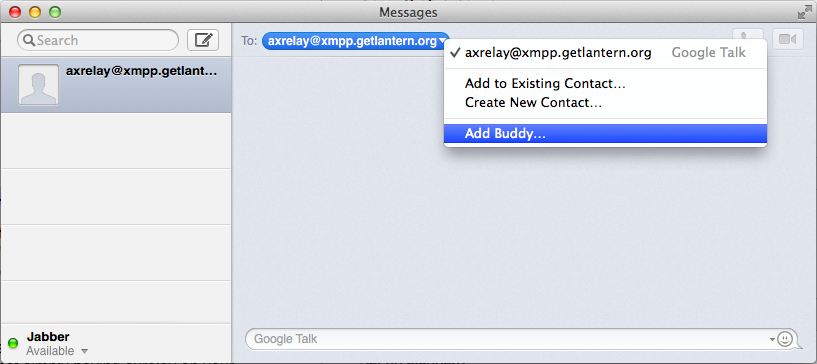 Messages
Search
To: axrelay@xmpp.getlantern.org
axrelay@xmpp.getlant...
✓ axrelay@xmpp.getlantern.org Google Talk
Add to Existing Contact...
Create New Contact...
Add Buddy...
Jabber
Available
Google Talk